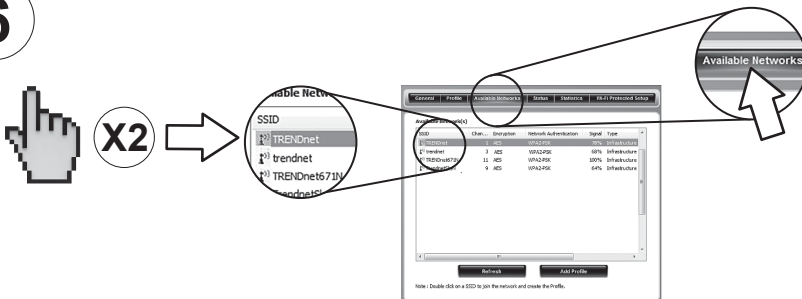 6
X2
ilable Netw
SSID
TRENDnet
trendnet
TRENDnet671N
Available Networks
General Profile Available Networks Status Statistics Wi-Fi Protected Setup
Available Network(s)
SSID Chan... Encryption Network Authentication Signal Type
TRENDnet 1 AES WPA2-PSK 76% Infrastructure
trendnet 3 AES WPA2-PSK 68% Infrastructure
TRENDnet671N 11 AES WPA2-PSK 100% Infrastructure
9 AES WPA2-PSK 64% Infrastructure
Refresh Add Profile
Note : Double click on a SSID to join the network and create the Profile.